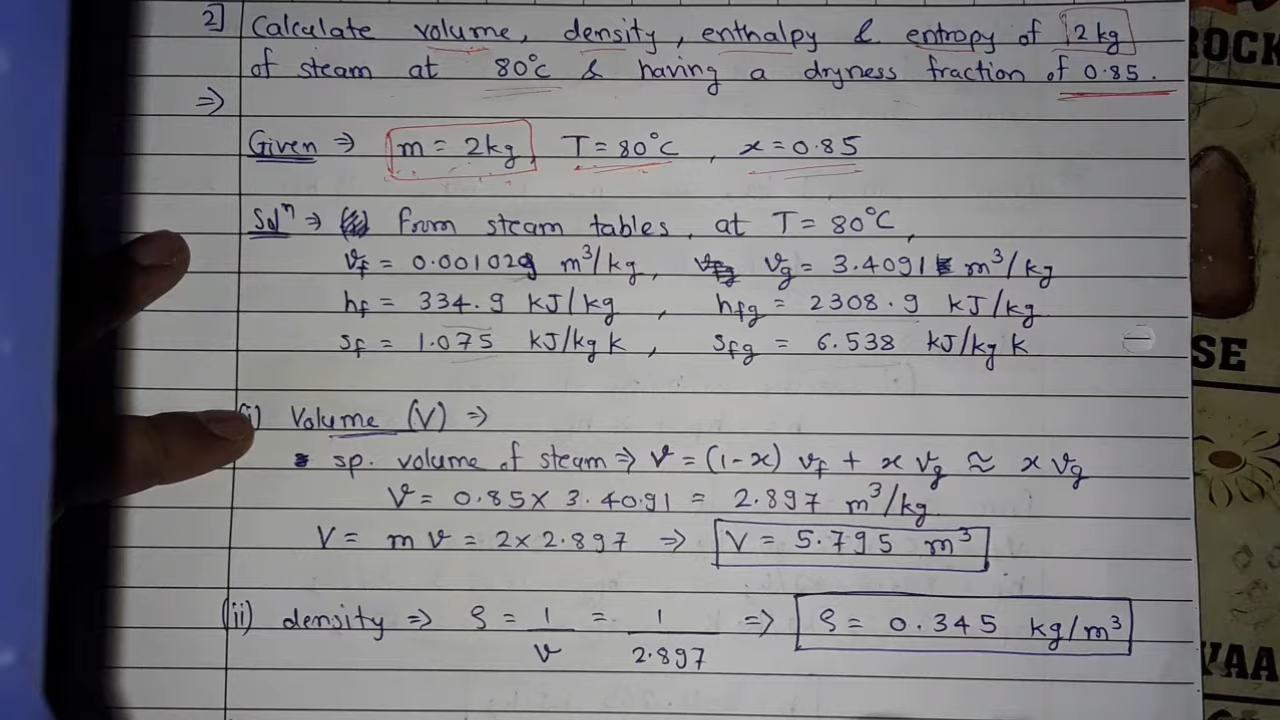 2] Calculate volume, density, enthalpy & entropy of 2 kg
of steam at 80°c & having a dryness fraction of 0.85.
⇒
Given ⇒ m = 2kg, T = 80°c, x = 0.85
Solⁿ ⇒ from steam tables, at T = 80°C,
vf = 0.001029 m³/kg, vg = 3.4091 m³/kg
hf = 334.9 KJ/kg, hfg = 2308.9 KJ/kg
sf = 1.075 KJ/kg K, sfg = 6.538 KJ/kg K
i) Volume (V) ⇒
sp. volume of steam ⇒ v = (1-x) vf + x vg ≈ x vg
v = 0.85 x 3.4091 = 2.897 m³/kg
V = m v = 2 x 2.897 ⇒ V = 5.795 m³
(ii) density ⇒ ρ = 1/v = 1/2.897 ⇒ ρ = 0.345 kg/m³
ROCK
SE
VAA